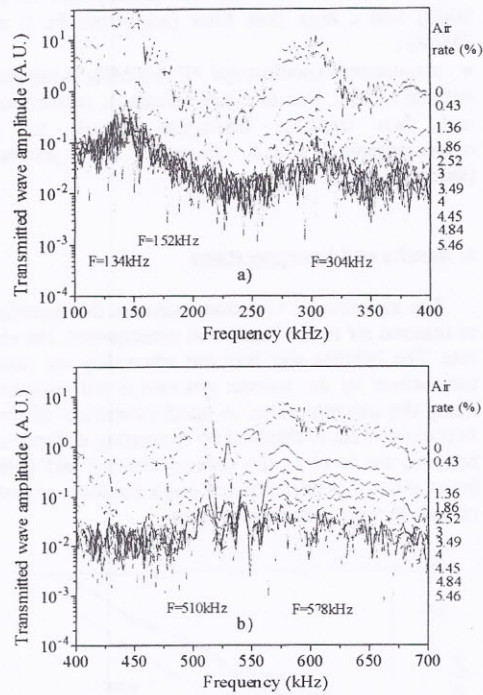 Transmitted wave amplitude (A.U.)
10^1
10^0
10^-1
10^-2
10^-3
10^-4
F=134kHz
F=152kHz
F=304kHz
a)
100 150 200 250 300 350 400
Frequency (kHz)
Air
rate (%)
0
0.43
1.36
1.86
2.52
3
3.49
4
4.45
4.84
5.46
Transmitted wave amplitude (A.U.)
10^1
10^0
10^-1
10^-2
10^-3
10^-4
F=510kHz
F=578kHz
b)
400 450 500 550 600 650 700
Frequency (kHz)
Air
rate (%)
0
0.43
1.36
1.86
2.52
3
3.49
4
4.45
4.84
5.46